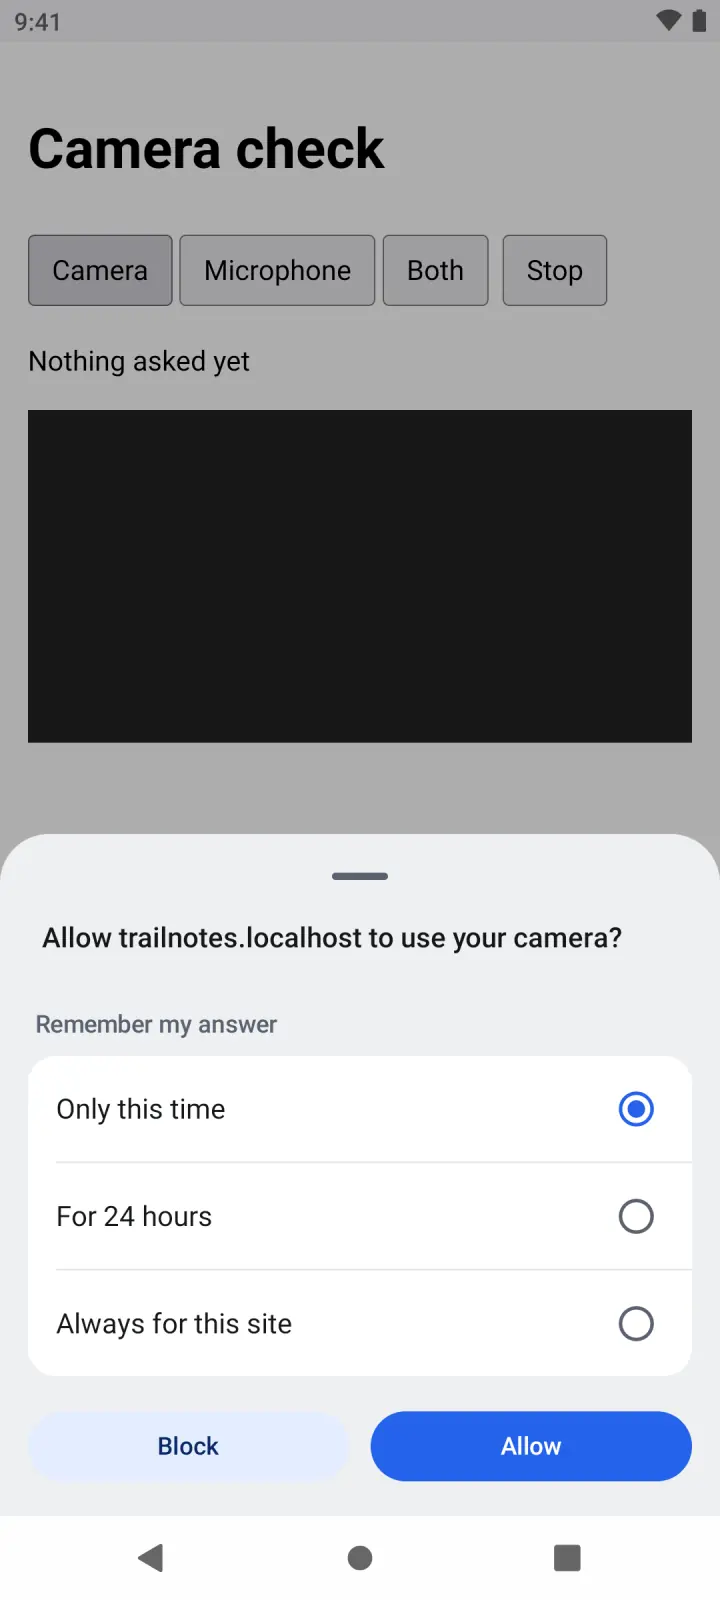 9:41
Camera check
Camera Microphone Both Stop
Nothing asked yet
Allow trailnotes.localhost to use your camera?
Remember my answer
Only this time
For 24 hours
Always for this site
Block Allow